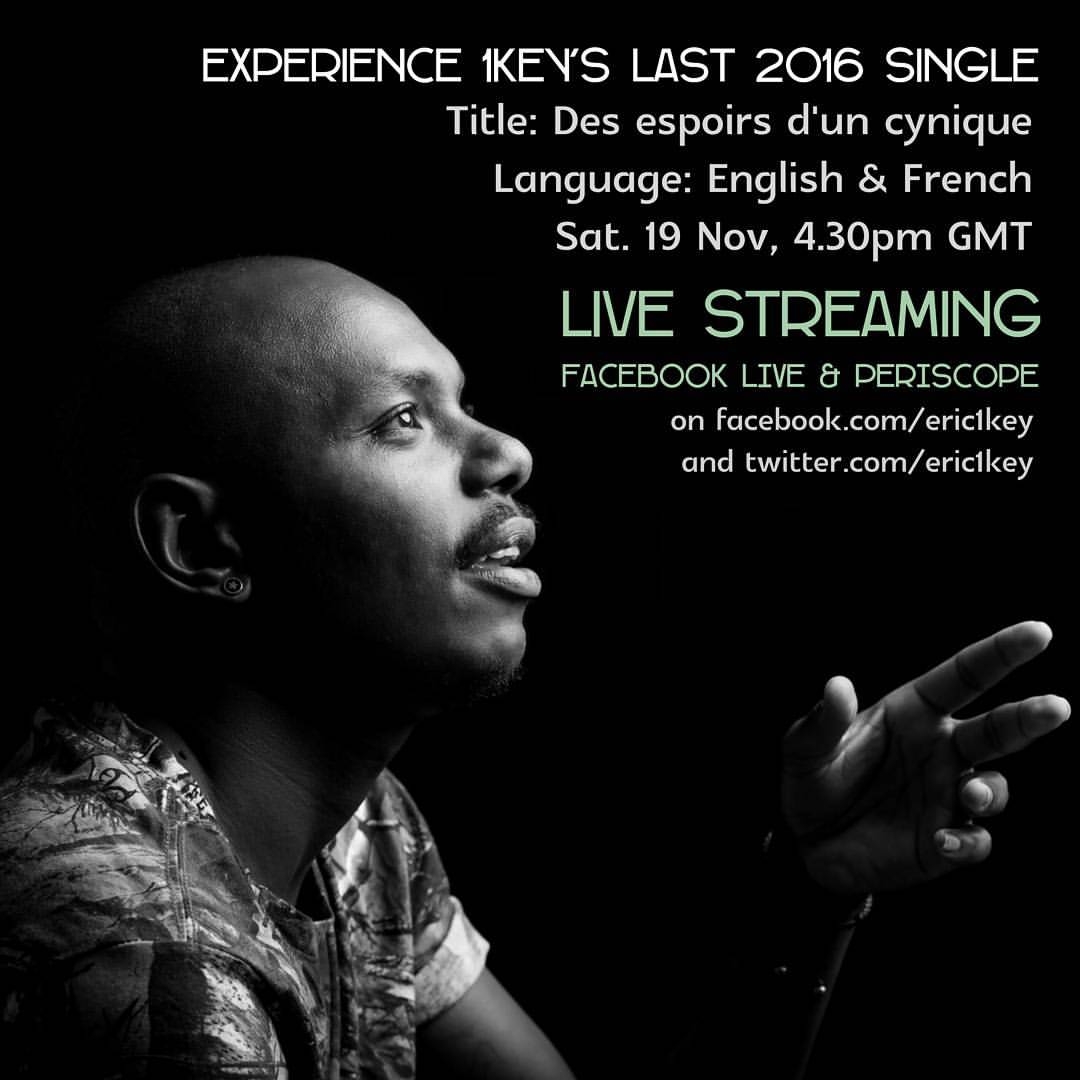 EXPERIENCE 1KEY'S LAST 2016 SINGLE
Title: Des espoirs d'un cynique
Language: English & French
Sat. 19 Nov, 4.30pm GMT
LIVE STREAMING
FACEBOOK LIVE & PERISCOPE
on facebook.com/eric1key
and twitter.com/eric1key